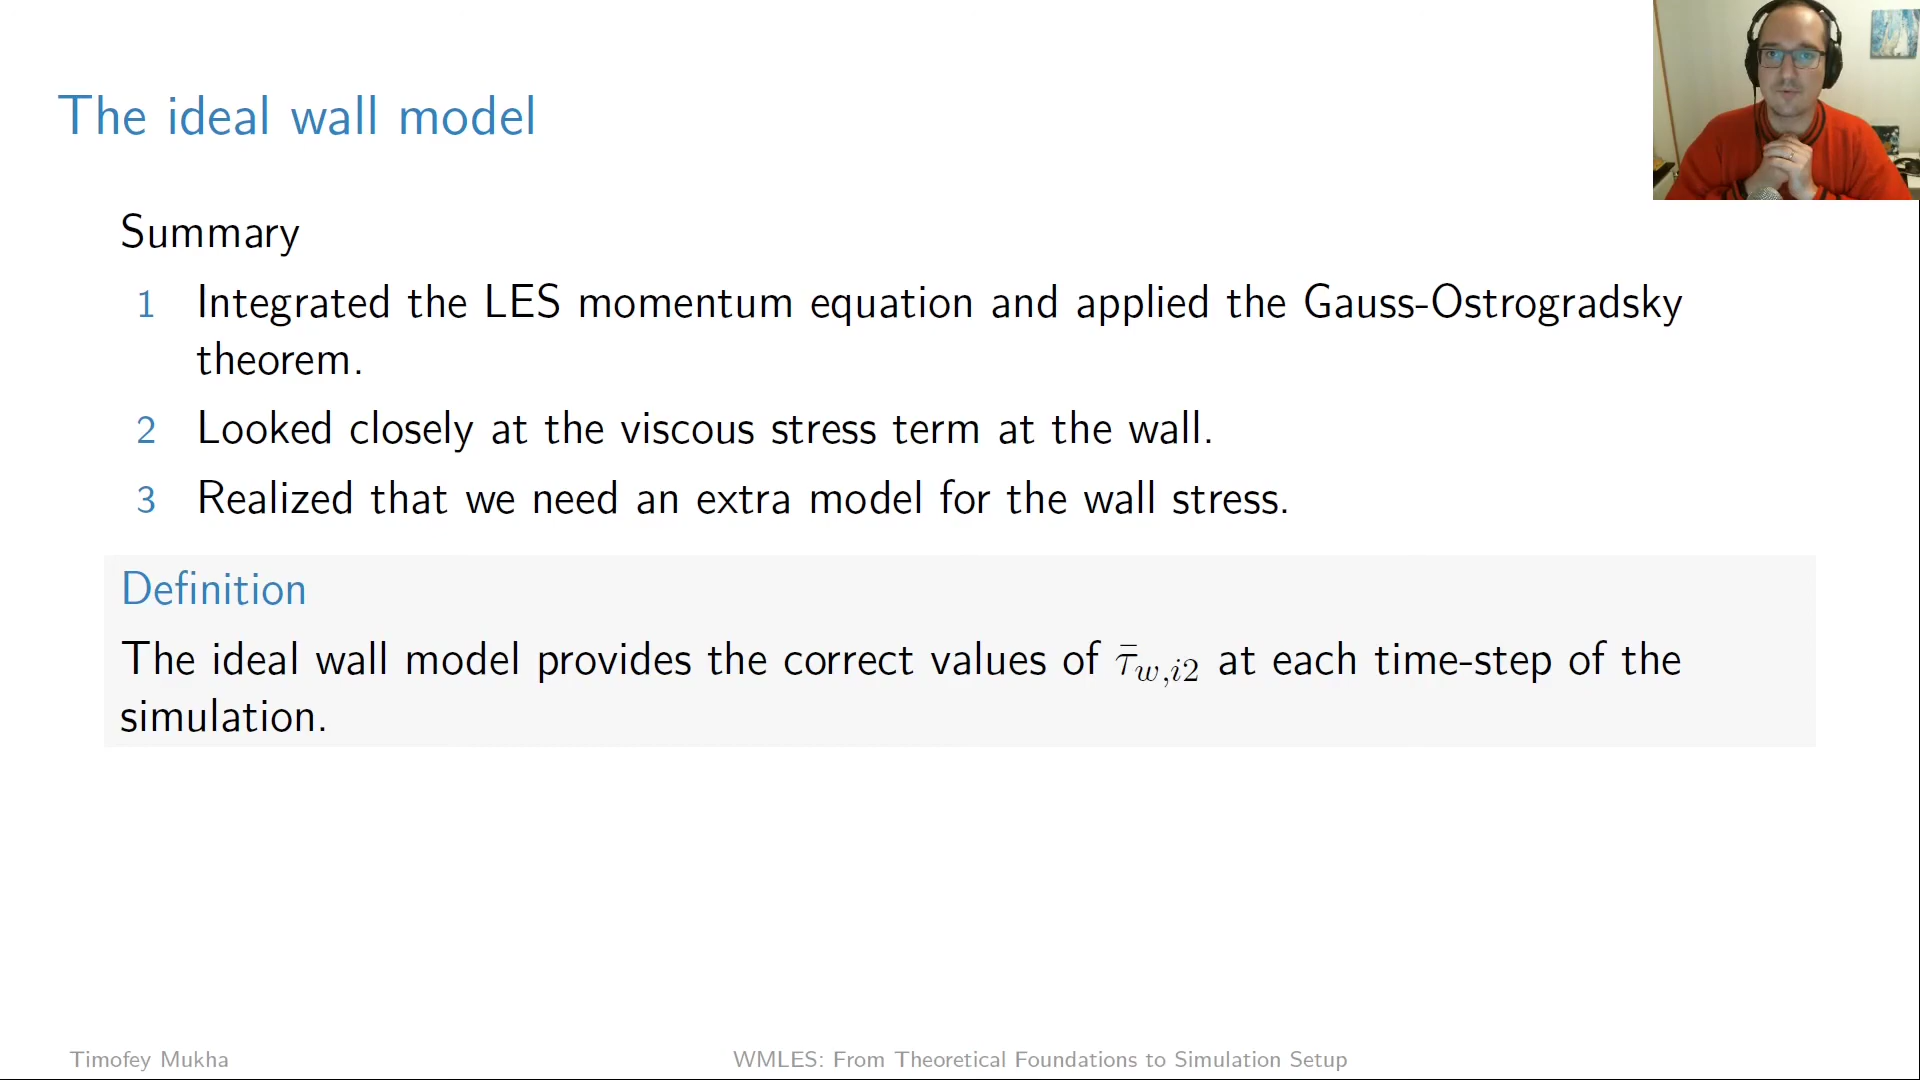 The ideal wall model
Summary
1 Integrated the LES momentum equation and applied the Gauss-Ostrogradsky
theorem.
2 Looked closely at the viscous stress term at the wall.
3 Realized that we need an extra model for the wall stress.
Definition
The ideal wall model provides the correct values of τ̄_{w,i2} at each time-step of the
simulation.
Timofey Mukha
WMLES: From Theoretical Foundations to Simulation Setup